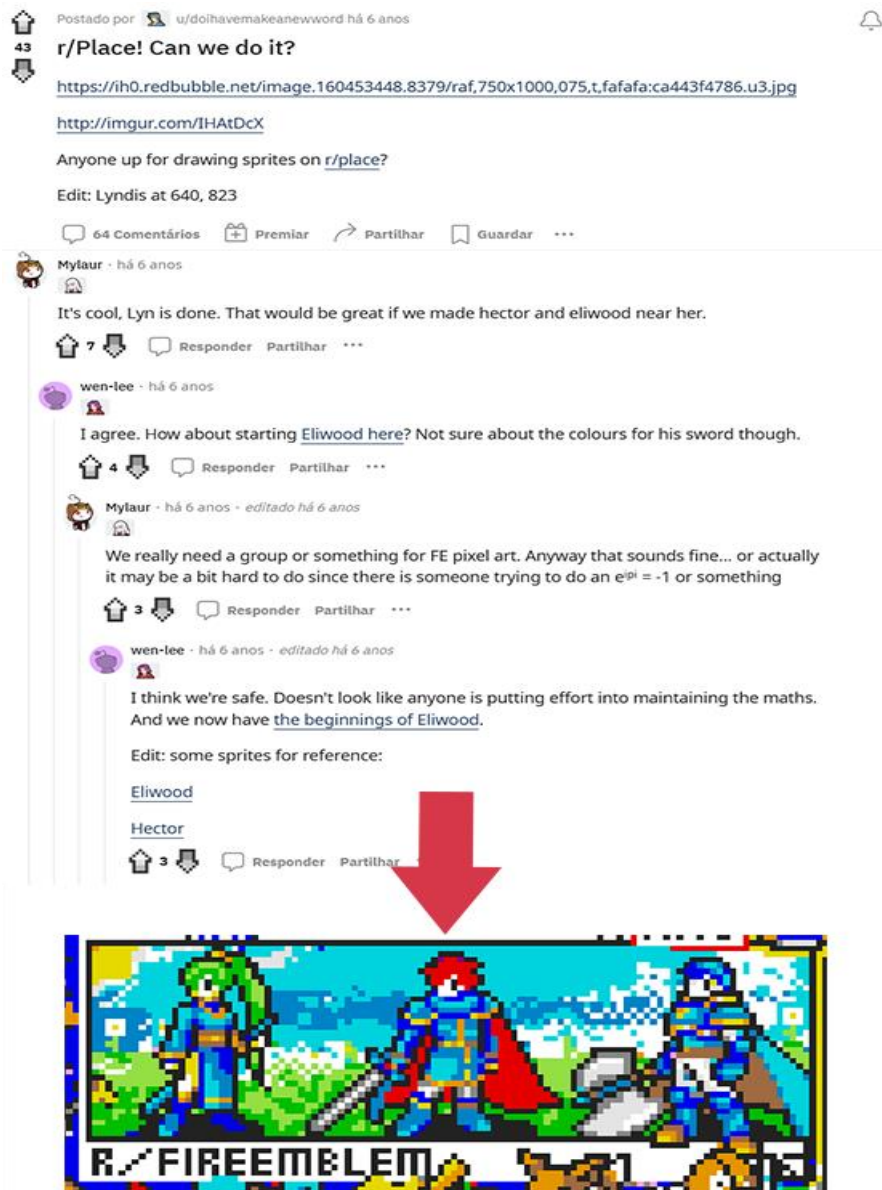 Postado por u/doihavemakeanewword há 6 anos
43
r/Place! Can we do it?
https://ih0.redbubble.net/image.160453448.8379/raf,750x1000,075,t,fafafa:ca443f4786.u3.jpg
http://imgur.com/IHAtDcX
Anyone up for drawing sprites on r/place?
Edit: Lyndis at 640, 823
64 Comentários Premiar Partilhar Guardar ...
Mylaur · há 6 anos
It's cool, Lyn is done. That would be great if we made hector and eliwood near her.
7 Responder Partilhar ...
wen-lee · há 6 anos
I agree. How about starting Eliwood here? Not sure about the colours for his sword though.
4 Responder Partilhar ...
Mylaur · há 6 anos · editado há 6 anos
We really need a group or something for FE pixel art. Anyway that sounds fine... or actually
it may be a bit hard to do since there is someone trying to do an eⁱᵖⁱ = -1 or something
3 Responder Partilhar ...
wen-lee · há 6 anos · editado há 6 anos
I think we're safe. Doesn't look like anyone is putting effort into maintaining the maths.
And we now have the beginnings of Eliwood.
Edit: some sprites for reference:
Eliwood
Hector
3 Responder Partilhar
R/FIREEMBLEM